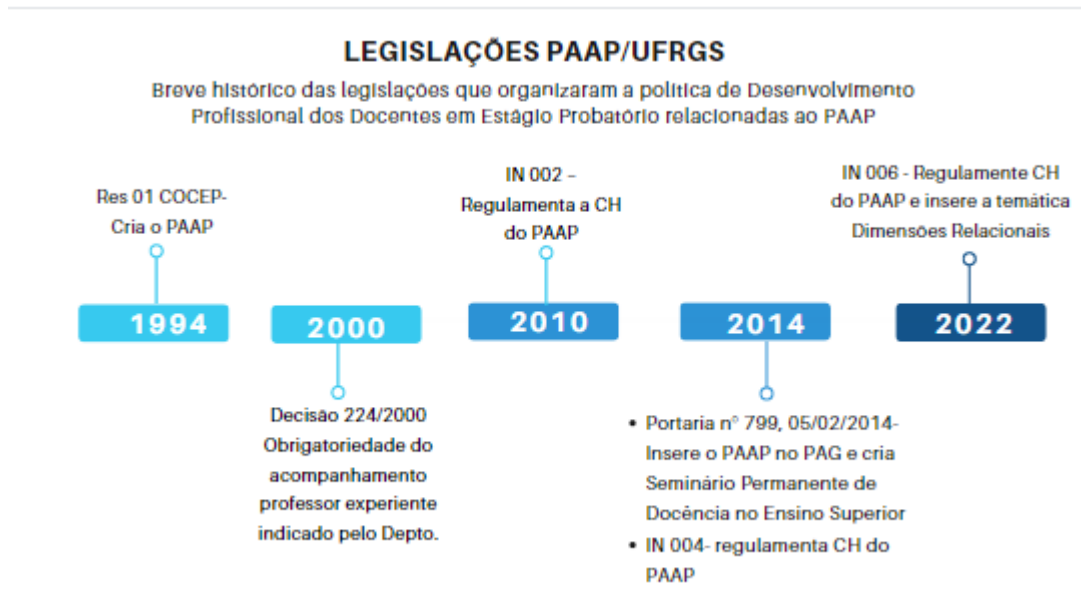 LEGISLAÇÕES PAAP/UFRGS
Breve histórico das legislações que organizaram a política de Desenvolvimento
Profissional dos Docentes em Estágio Probatório relacionadas ao PAAP
Res 01 COCEP-
Cria o PAAP
1994
2000
Decisão 224/2000
Obrigatoriedade do
acompanhamento
professor experiente
indicado pelo Depto.
IN 002 –
Regulamenta a CH
do PAAP
2010
2014
• Portaria n° 799, 05/02/2014-
Insere o PAAP no PAG e cria
Seminário Permanente de
Docência no Ensino Superior
• IN 004- regulamenta CH do
PAAP
IN 006 - Regulamente CH
do PAAP e insere a temática
Dimensões Relacionais
2022